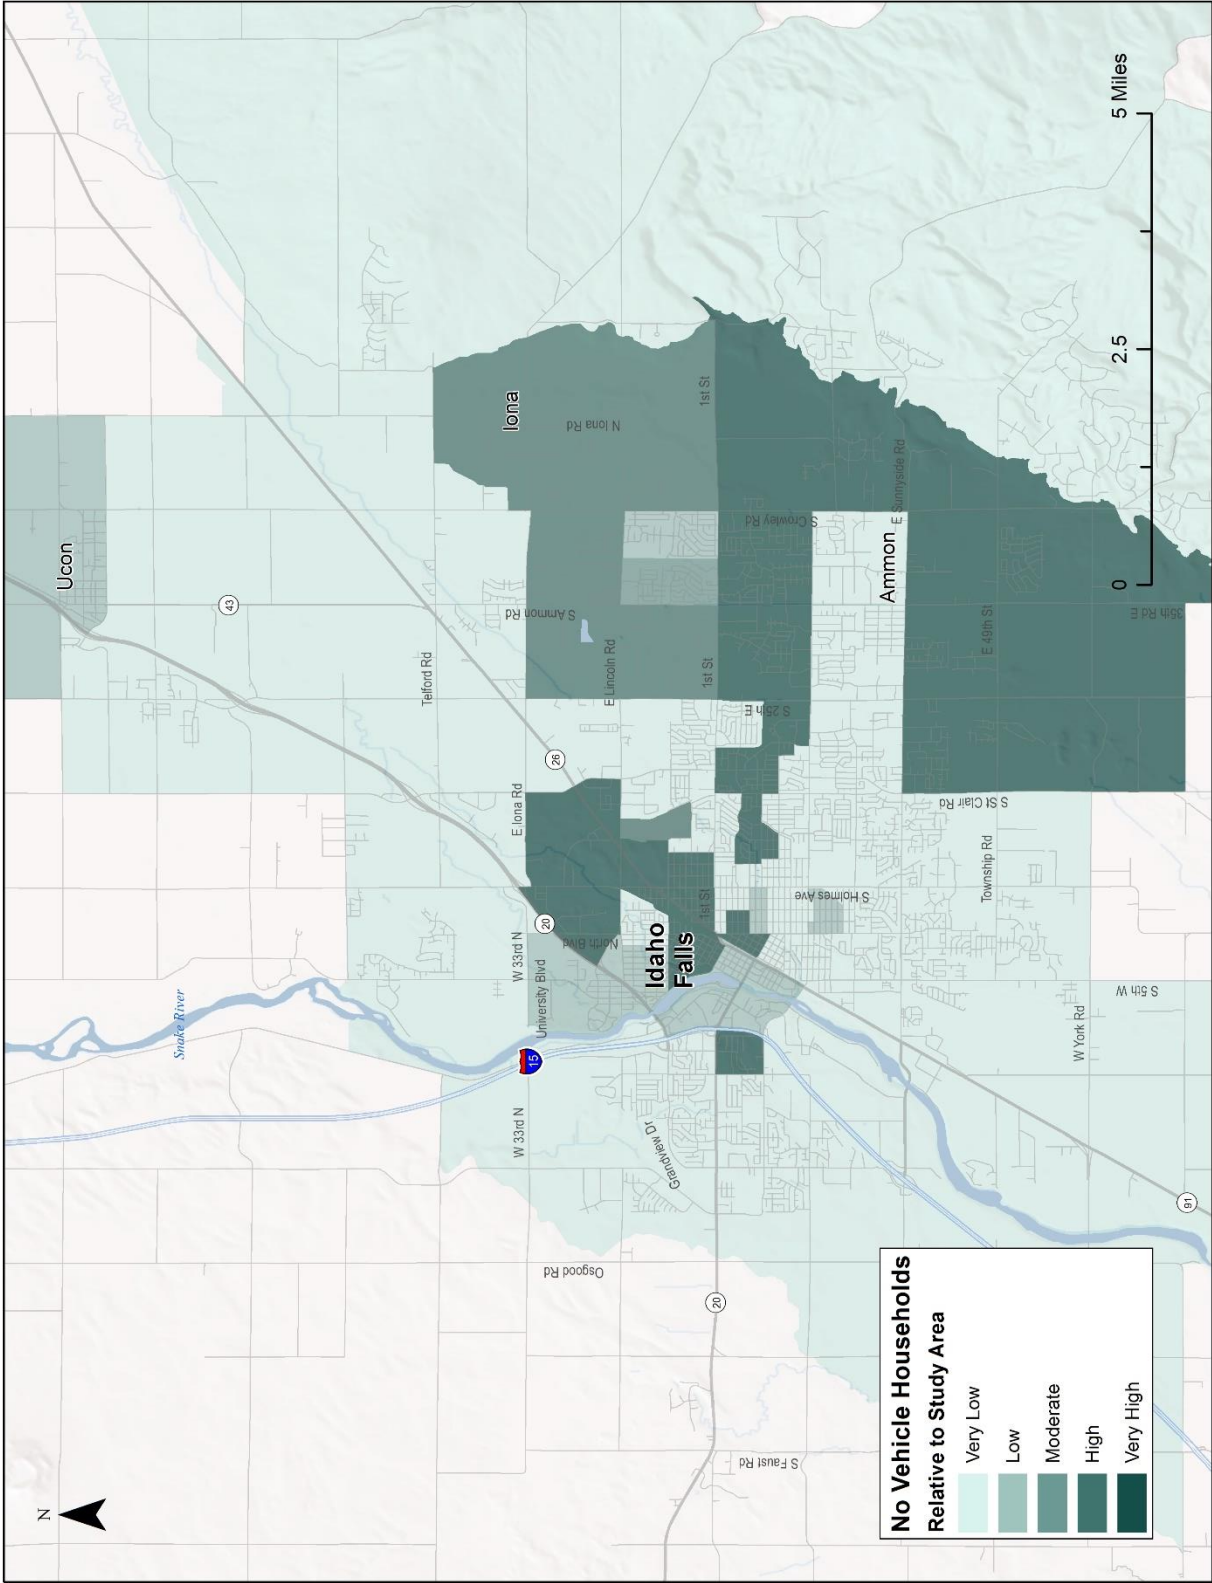 N
Ucon
Snake River
43
Telford Rd
Iona
W 33rd N
15
University Blvd
W 33rd N
E Iona Rd
S Ammon Rd
20
26
Osgood Rd
North Blvd
N Iona Rd
E Lincoln Rd
Idaho
Falls
Grandview Dr
1st St
1st St
1st St
20
S 25th E
S Faust Rd
S Crowley Rd
S Holmes Ave
Ammon
E Sunnyside Rd
S St Clair Rd
Township Rd
E 49th St
W York Rd
S 5th W
35th Rd E
91
No Vehicle Households
Relative to Study Area
Very Low
Low
Moderate
High
Very High
0 2.5 5 Miles